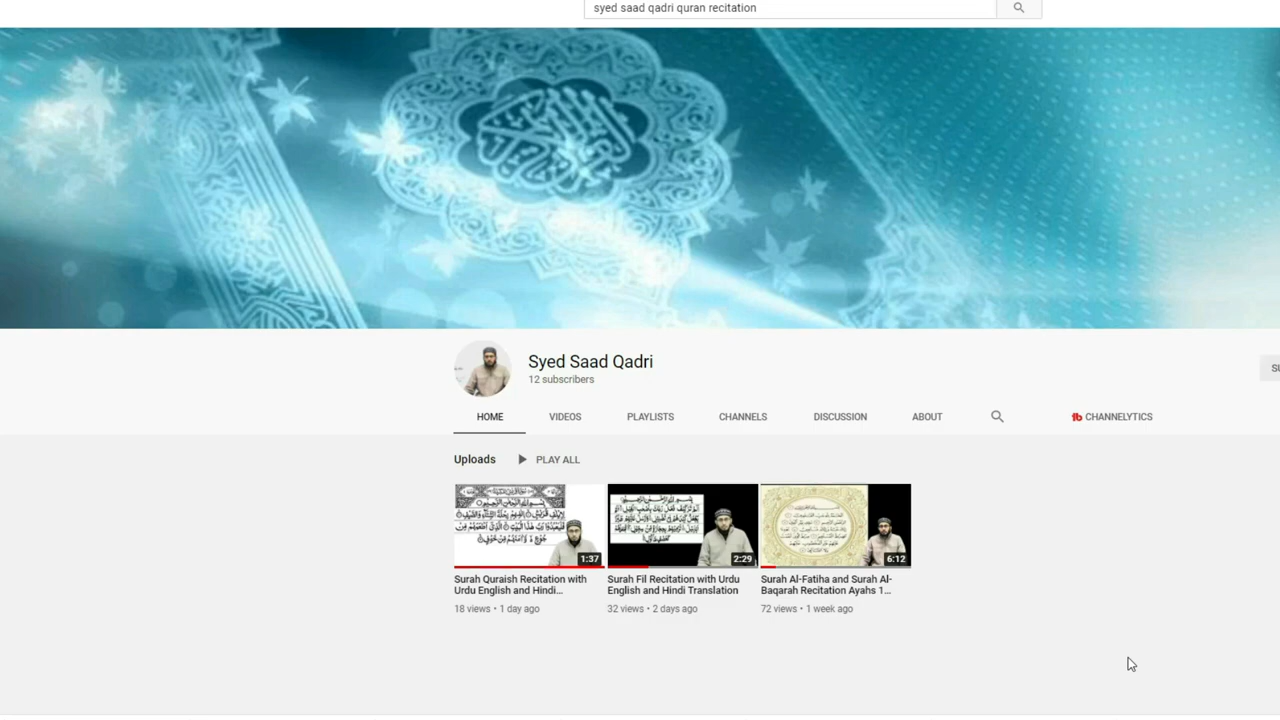 syed saad qadri quran recitation
Syed Saad Qadri
12 subscribers
HOME VIDEOS PLAYLISTS CHANNELS DISCUSSION ABOUT CHANNELYTICS
Uploads PLAY ALL
1:37 2:29 6:12
Surah Quraish Recitation with
Urdu English and Hindi...
18 views • 1 day ago
Surah Fil Recitation with Urdu
English and Hindi Translation
32 views • 2 days ago
Surah Al-Fatiha and Surah Al-
Baqarah Recitation Ayahs 1...
72 views • 1 week ago